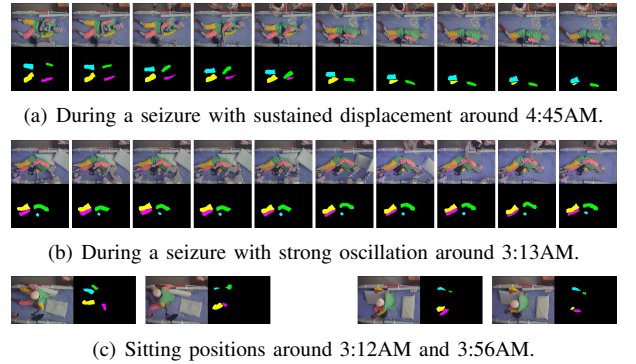 (a) During a seizure with sustained displacement around 4:45AM.
(b) During a seizure with strong oscillation around 3:13AM.
(c) Sitting positions around 3:12AM and 3:56AM.